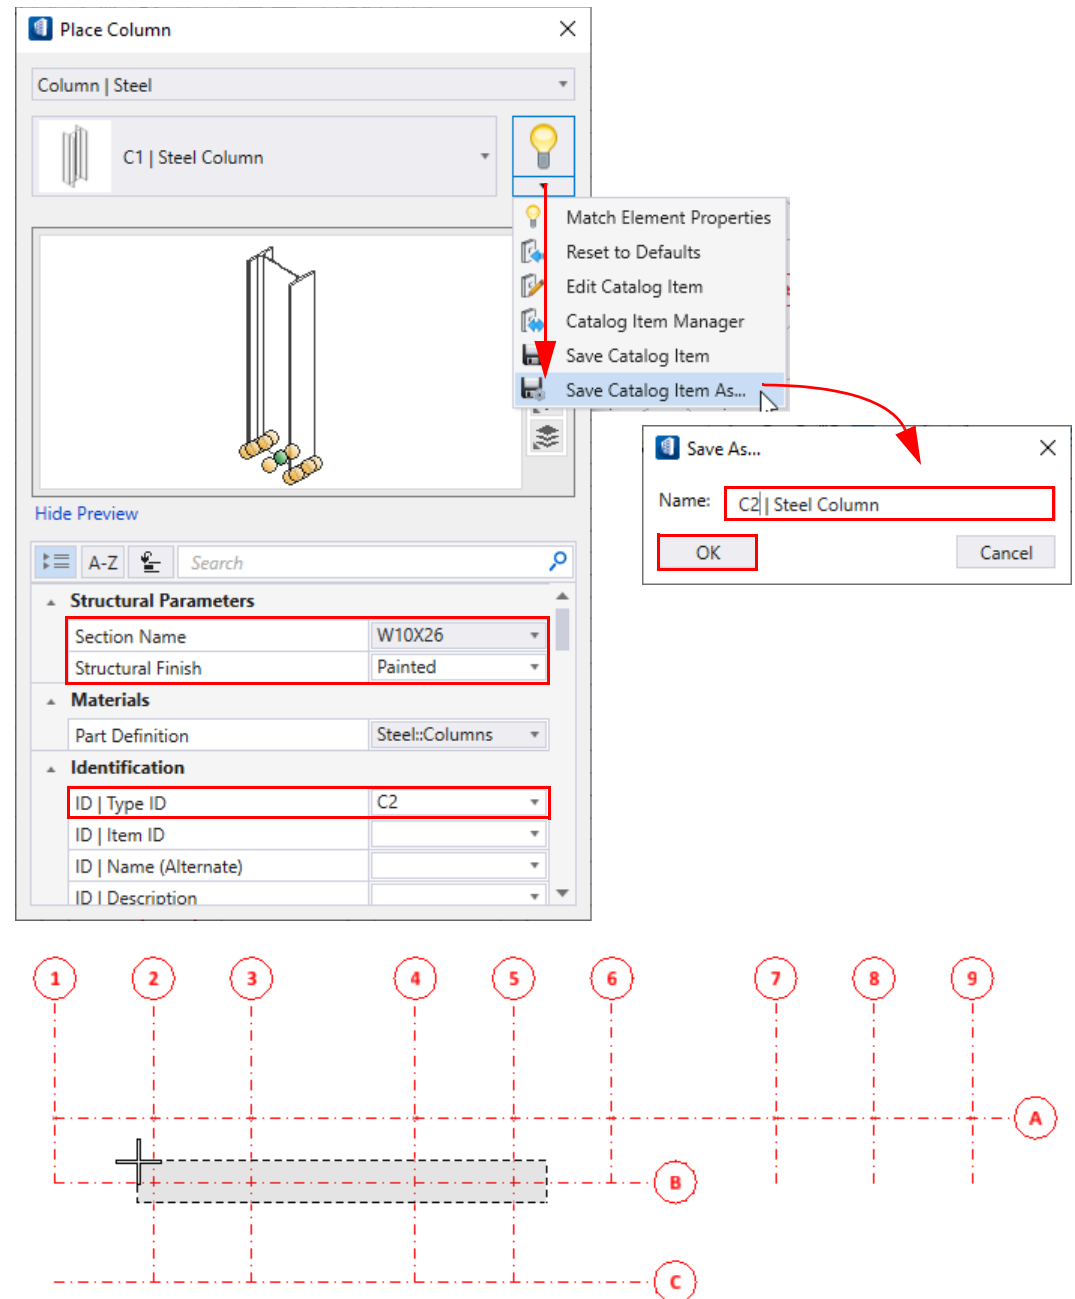 Place Column
Column | Steel
C1 | Steel Column
Match Element Properties
Reset to Defaults
Edit Catalog Item
Catalog Item Manager
Save Catalog Item
Save Catalog Item As...
Save As...
Name: C2 | Steel Column
OK Cancel
Hide Preview
A-Z Search
Structural Parameters
Section Name W10X26
Structural Finish Painted
Materials
Part Definition Steel::Columns
Identification
ID | Type ID C2
ID | Item ID
ID | Name (Alternate)
ID | Description
1 2 3 4 5 6 7 8 9
A
B
C